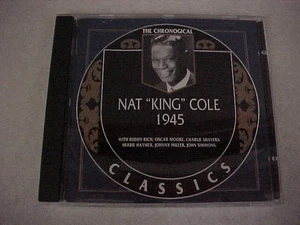 THE CHRONOGICAL
NAT "KING" COLE
1945
WITH BUDDY RICH, OSCAR MOORE, CHARLIE SHAVERS,
HERBIE HAYMER, JOHNNY MILLER, JOHN SIMMONS.
CLASSICS